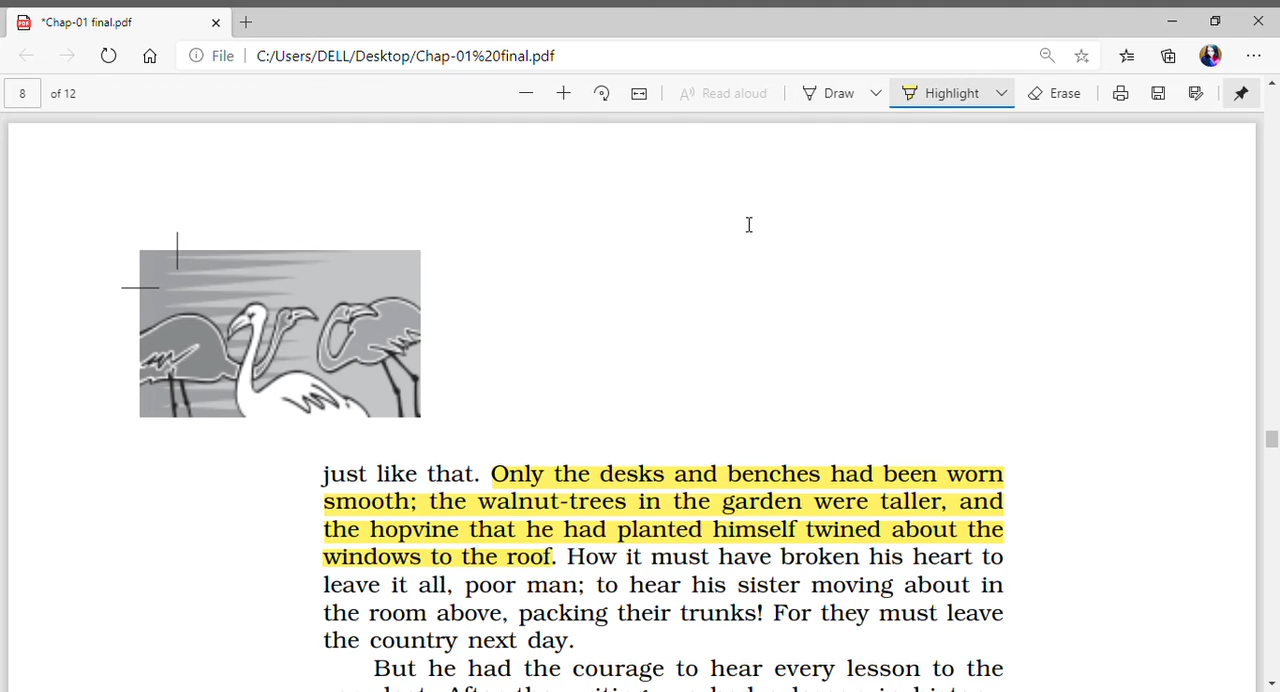 *Chap-01 final.pdf
File C:/Users/DELL/Desktop/Chap-01%20final.pdf
8 of 12 Read aloud Draw Highlight Erase
just like that. Only the desks and benches had been worn
smooth; the walnut-trees in the garden were taller, and
the hopvine that he had planted himself twined about the
windows to the roof. How it must have broken his heart to
leave it all, poor man; to hear his sister moving about in
the room above, packing their trunks! For they must leave
the country next day.
But he had the courage to hear every lesson to the